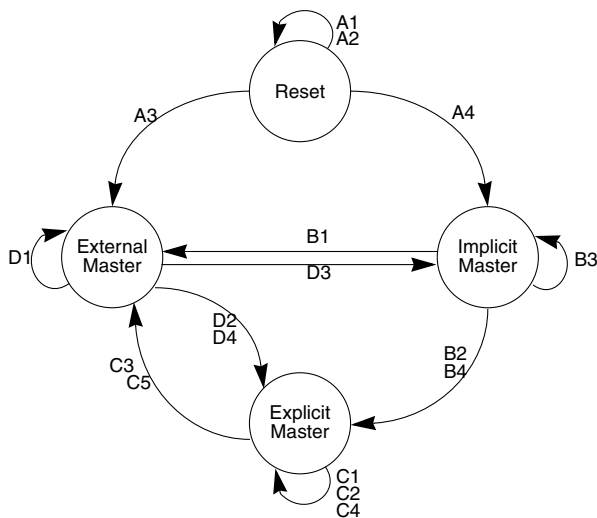 A1
A2
Reset
A3
A4
External
Master
B1
Implicit
Master
D1
B3
D3
D2
D4
B2
B4
C3
C5
Explicit
Master
C1
C2
C4